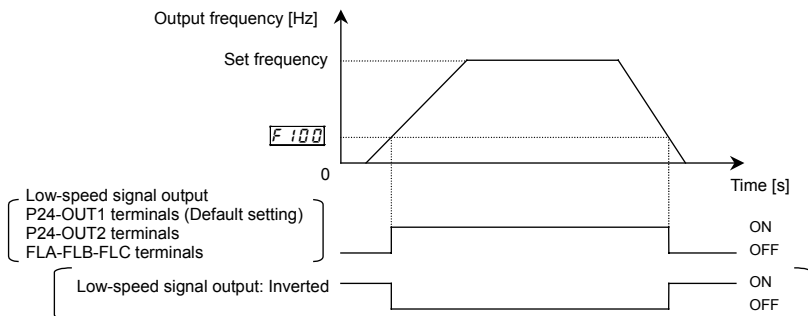 Output frequency [Hz]
Set frequency
F100
0
Time [s]
Low-speed signal output
P24-OUT1 terminals (Default setting)
P24-OUT2 terminals
FLA-FLB-FLC terminals
ON
OFF
Low-speed signal output: Inverted
ON
OFF